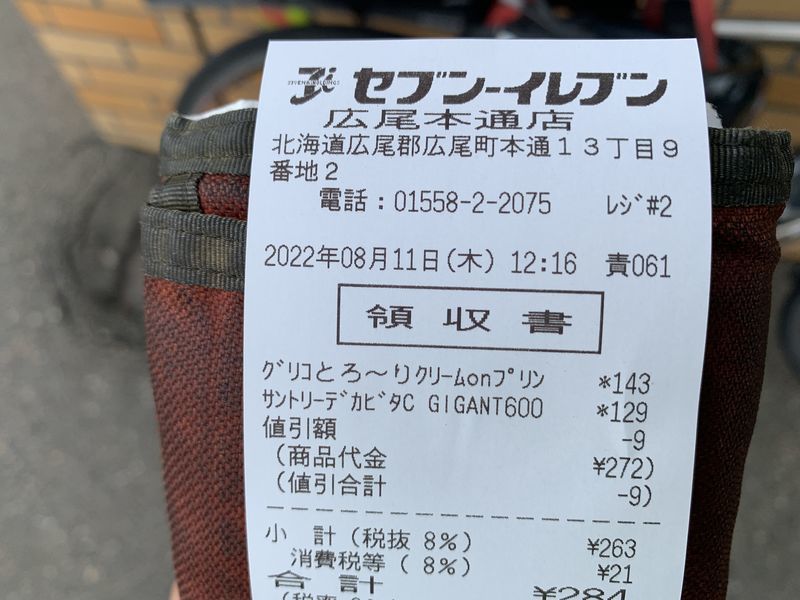 セブン-イレブン
広尾本通店
北海道広尾郡広尾町本通13丁目9
番地2
電話:01558-2-2075 レジ#2
2022年08月11日(木) 12:16 責061
領収書
グリコとろ～りクリームonプリン *143
サントリーデカビタC GIGANT600 *129
値引額 -9
(商品代金 ¥272)
(値引合計 -9)
小 計(税抜 8%) ¥263
消費税等( 8%) ¥21
合 計 ¥284